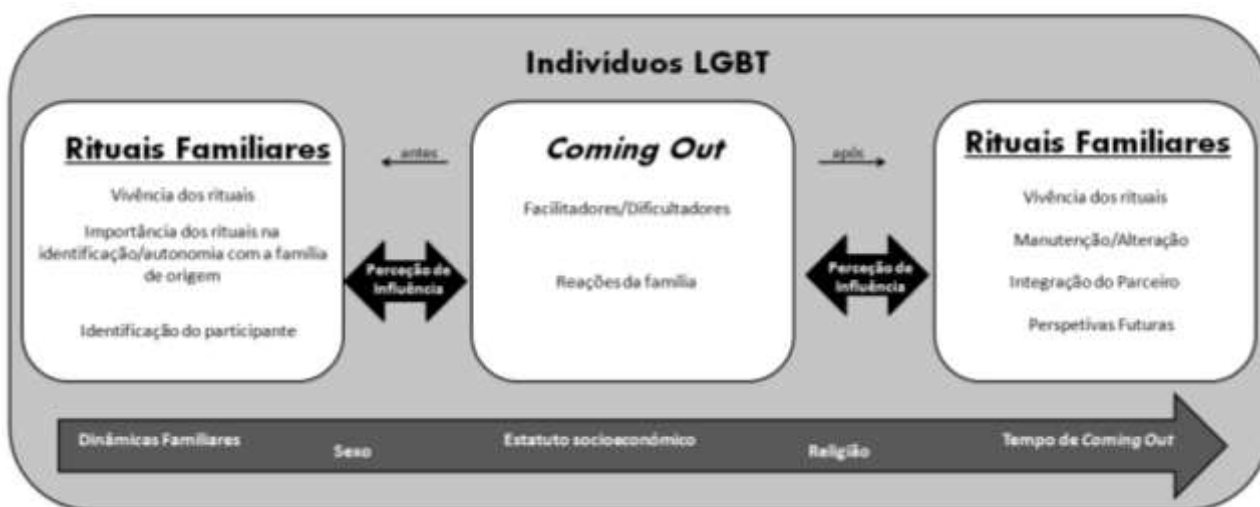 Indivíduos LGBT
Rituais Familiares
Vivência dos rituais
Importância dos rituais na
identificação/autonomia com a família
de origem
Identificação do participante
antes
Perceção de
Influência
Coming Out
Facilitadores/Dificultadores
Reações da família
após
Perceção de
Influência
Rituais Familiares
Vivência dos rituais
Manutenção/Alteração
Integração do Parceiro
Perspetivas Futuras
Dinâmicas Familiares
Sexo
Estatuto socioeconómico
Religião
Tempo de Coming Out